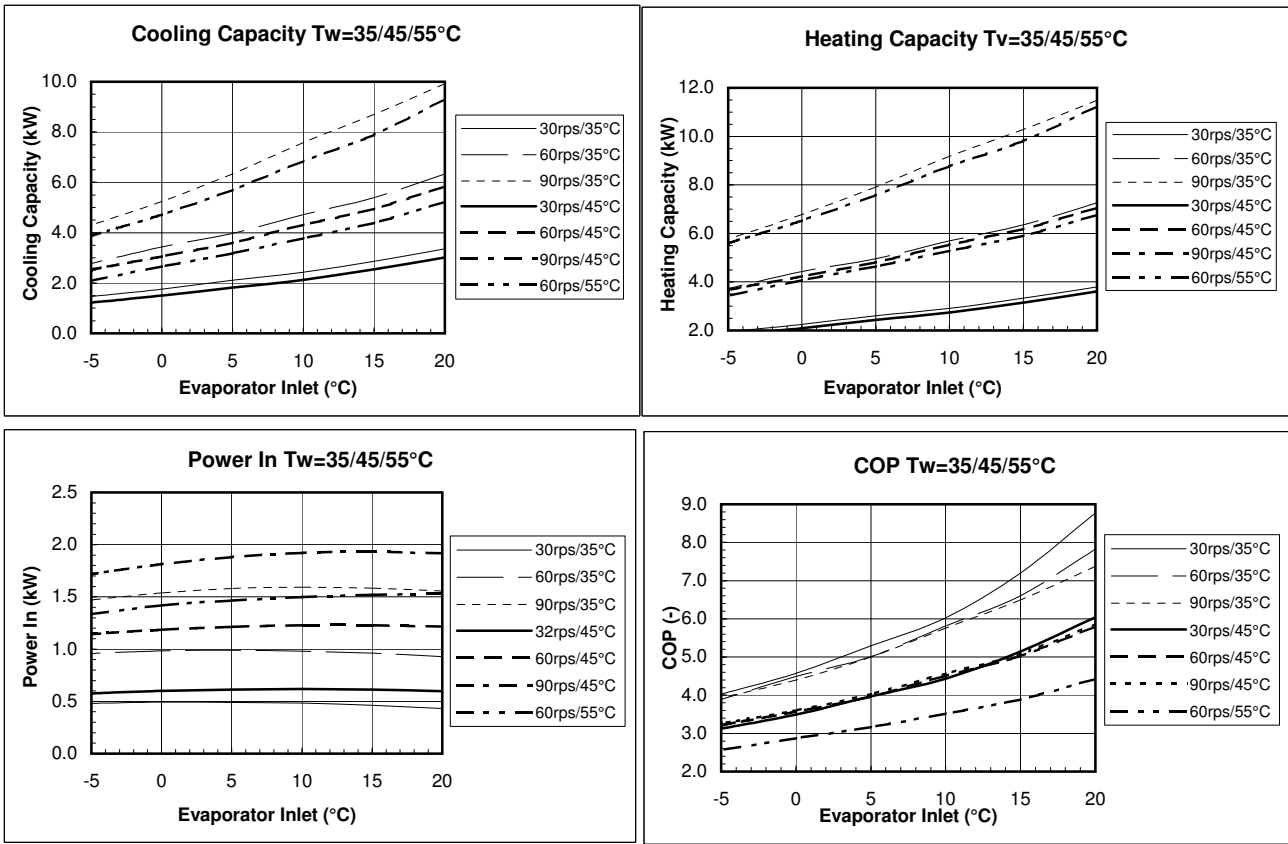 Cooling Capacity Tw=35/45/55°C
Cooling Capacity (kW)
10.0
8.0
6.0
4.0
2.0
0.0
-5 0 5 10 15 20
Evaporator Inlet (°C)
30rps/35°C
60rps/35°C
90rps/35°C
30rps/45°C
60rps/45°C
90rps/45°C
60rps/55°C
Heating Capacity Tv=35/45/55°C
Heating Capacity (kW)
12.0
10.0
8.0
6.0
4.0
2.0
-5 0 5 10 15 20
Evaporator Inlet (°C)
30rps/35°C
60rps/35°C
90rps/35°C
30rps/45°C
60rps/45°C
90rps/45°C
60rps/55°C
Power In Tw=35/45/55°C
Power In (kW)
2.5
2.0
1.5
1.0
0.5
0.0
-5 0 5 10 15 20
Evaporator Inlet (°C)
30rps/35°C
60rps/35°C
90rps/35°C
32rps/45°C
60rps/45°C
90rps/45°C
60rps/55°C
COP Tw=35/45/55°C
COP (-)
9.0
8.0
7.0
6.0
5.0
4.0
3.0
2.0
-5 0 5 10 15 20
Evaporator Inlet (°C)
30rps/35°C
60rps/35°C
90rps/35°C
30rps/45°C
60rps/45°C
90rps/45°C
60rps/55°C